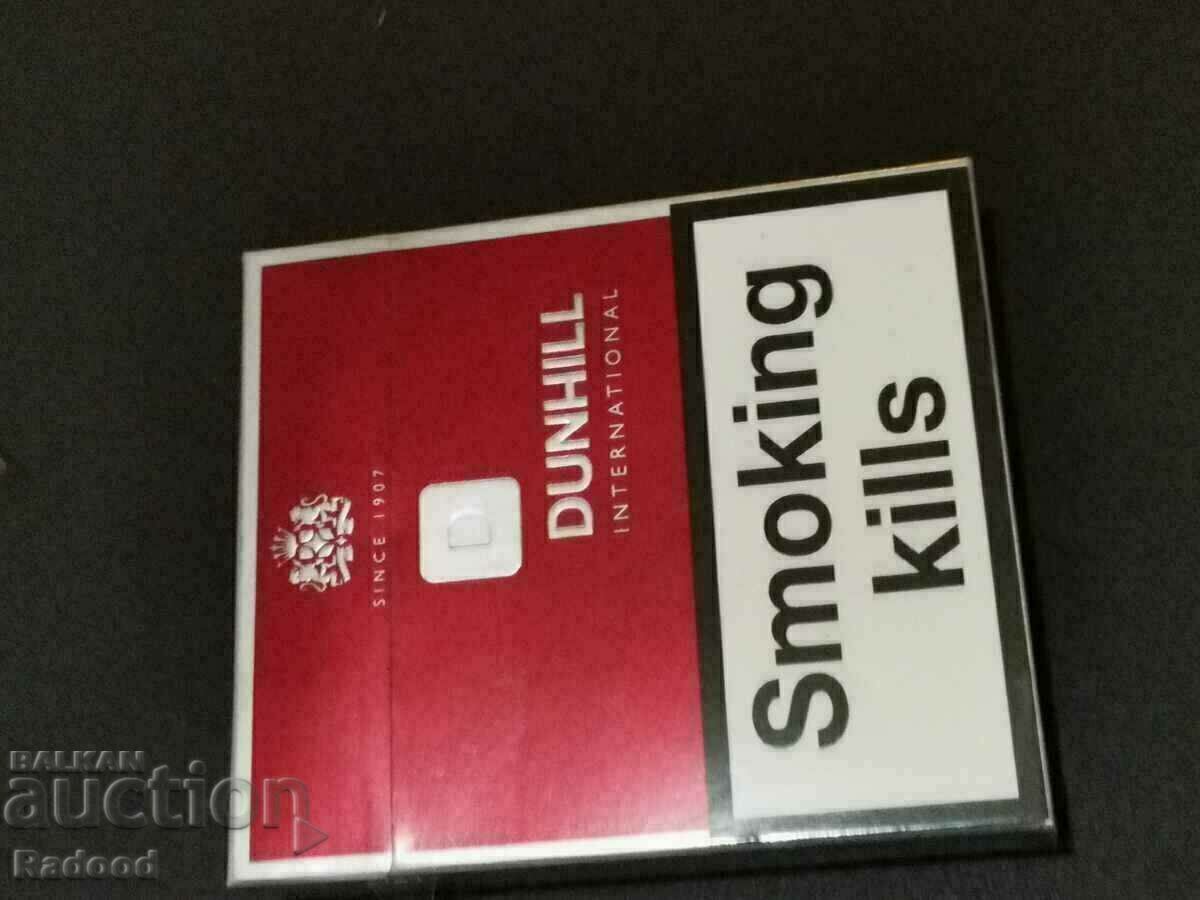 SINCE 1907
D
DUNHILL
INTERNATIONAL
Smoking
kills
BALKAN
auction
Radood